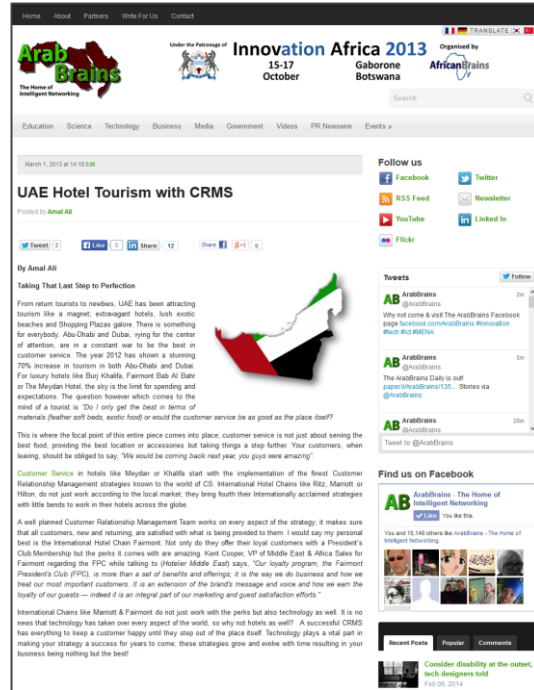 Home About Partners Write For Us Contact
TRANSLATE
Arab
Brains
The Home of
Intelligent Networking
Under the Patronage of
Innovation Africa 2013
15-17
October
Gaborone
Botswana
Organised by
AfricanBrains
Search
Education Science Technology Business Media Government Videos PR Newswire Events »
March 1, 2013 at 14:10 Edit
UAE Hotel Tourism with CRMS
Posted by Amal Ali
Tweet 3 Like 5 Share 12 Share +1 6
By Amal Ali
Taking That Last Step to Perfection
From return tourists to newbies, UAE has been attracting
tourism like a magnet; extravagant hotels, lush exotic
beaches and Shopping Plazas galore. There is something
for everybody. Abu-Dhabi and Dubai, vying for the center
of attention, are in a constant war to be the best in
customer service. The year 2012 has shown a stunning
70% increase in tourism in both Abu-Dhabi and Dubai.
For luxury hotels like Burj Khalifa, Fairmont Bab Al Bahr
or The Meydan Hotel, the sky is the limit for spending and
expectations. The question however which comes to the
mind of a tourist is "Do I only get the best in terms of
materials (feather soft beds, exotic food) or would the customer service be as good as the place itself?
This is where the focal point of this entire piece comes into place; customer service is not just about serving the
best food, providing the best location or accessories but taking things a step further. Your customers, when
leaving, should be obliged to say, "We would be coming back next year, you guys were amazing".
Customer Service in hotels like Meydan or Khalifa start with the implementation of the finest Customer
Relationship Management strategies known to the world of CS. International Hotel Chains like Ritz, Marriott or
Hilton, do not just work according to the local market; they bring fourth their Internationally acclaimed strategies
with little bends to work in their hotels across the globe.
A well planned Customer Relationship Management Team works on every aspect of the strategy; it makes sure
that all customers, new and returning, are satisfied with what is being provided to them. I would say my personal
best is the International Hotel Chain Fairmont. Not only do they offer their loyal customers with a President's
Club Membership but the perks it comes with are amazing. Kent Cooper, VP of Middle East & Africa Sales for
Fairmont regarding the FPC while talking to (Hotelier Middle East) says, "Our loyalty program, the Fairmont
President's Club (FPC), is more than a set of benefits and offerings; it is the way we do business and how we
treat our most important customers. It is an extension of the brand's message and voice and how we earn the
loyalty of our guests — indeed it is an integral part of our marketing and guest satisfaction efforts."
International Chains like Marriott & Fairmont do not just work with the perks but also technology as well. It is no
news that technology has taken over every aspect of the world, so why not hotels as well? A successful CRMS
has everything to keep a customer happy until they step out of the place itself. Technology plays a vital part in
making your strategy a success for years to come; these strategies grow and evolve with time resulting in your
business being nothing but the best!
Follow us
Facebook Twitter
RSS Feed Newsletter
YouTube Linked In
Flickr
Tweets Follow
ArabBrains 2m
@ArabBrains
Why not come & visit The ArabBrains Facebook
page facebook.com/ArabBrains #innovation
#tech #ict #MENA
ArabBrains 5m
@ArabBrains
The ArabBrains Daily is out!
paper.li/ArabBrains/135... Stories via
@ArabBrains
ArabBrains 28m
@ArabBrains
Tweet to @ArabBrains
Find us on Facebook
ArabBrains - The Home of
Intelligent Networking
Like You like this.
You and 10,149 others like ArabBrains - The Home of
Intelligent Networking.
Recent Posts Popular Comments
Consider disability at the outset,
tech designers told
Feb 06, 2014